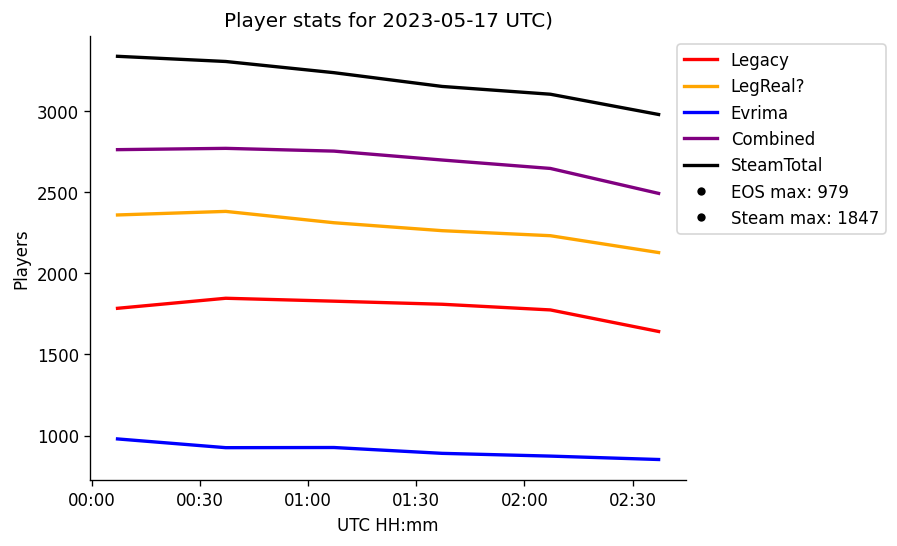 Player stats for 2023-05-17 UTC)
Legacy
LegReal?
Evrima
Combined
SteamTotal
EOS max: 979
Steam max: 1847
Players
3000
2500
2000
1500
1000
00:00 00:30 01:00 01:30 02:00 02:30
UTC HH:mm